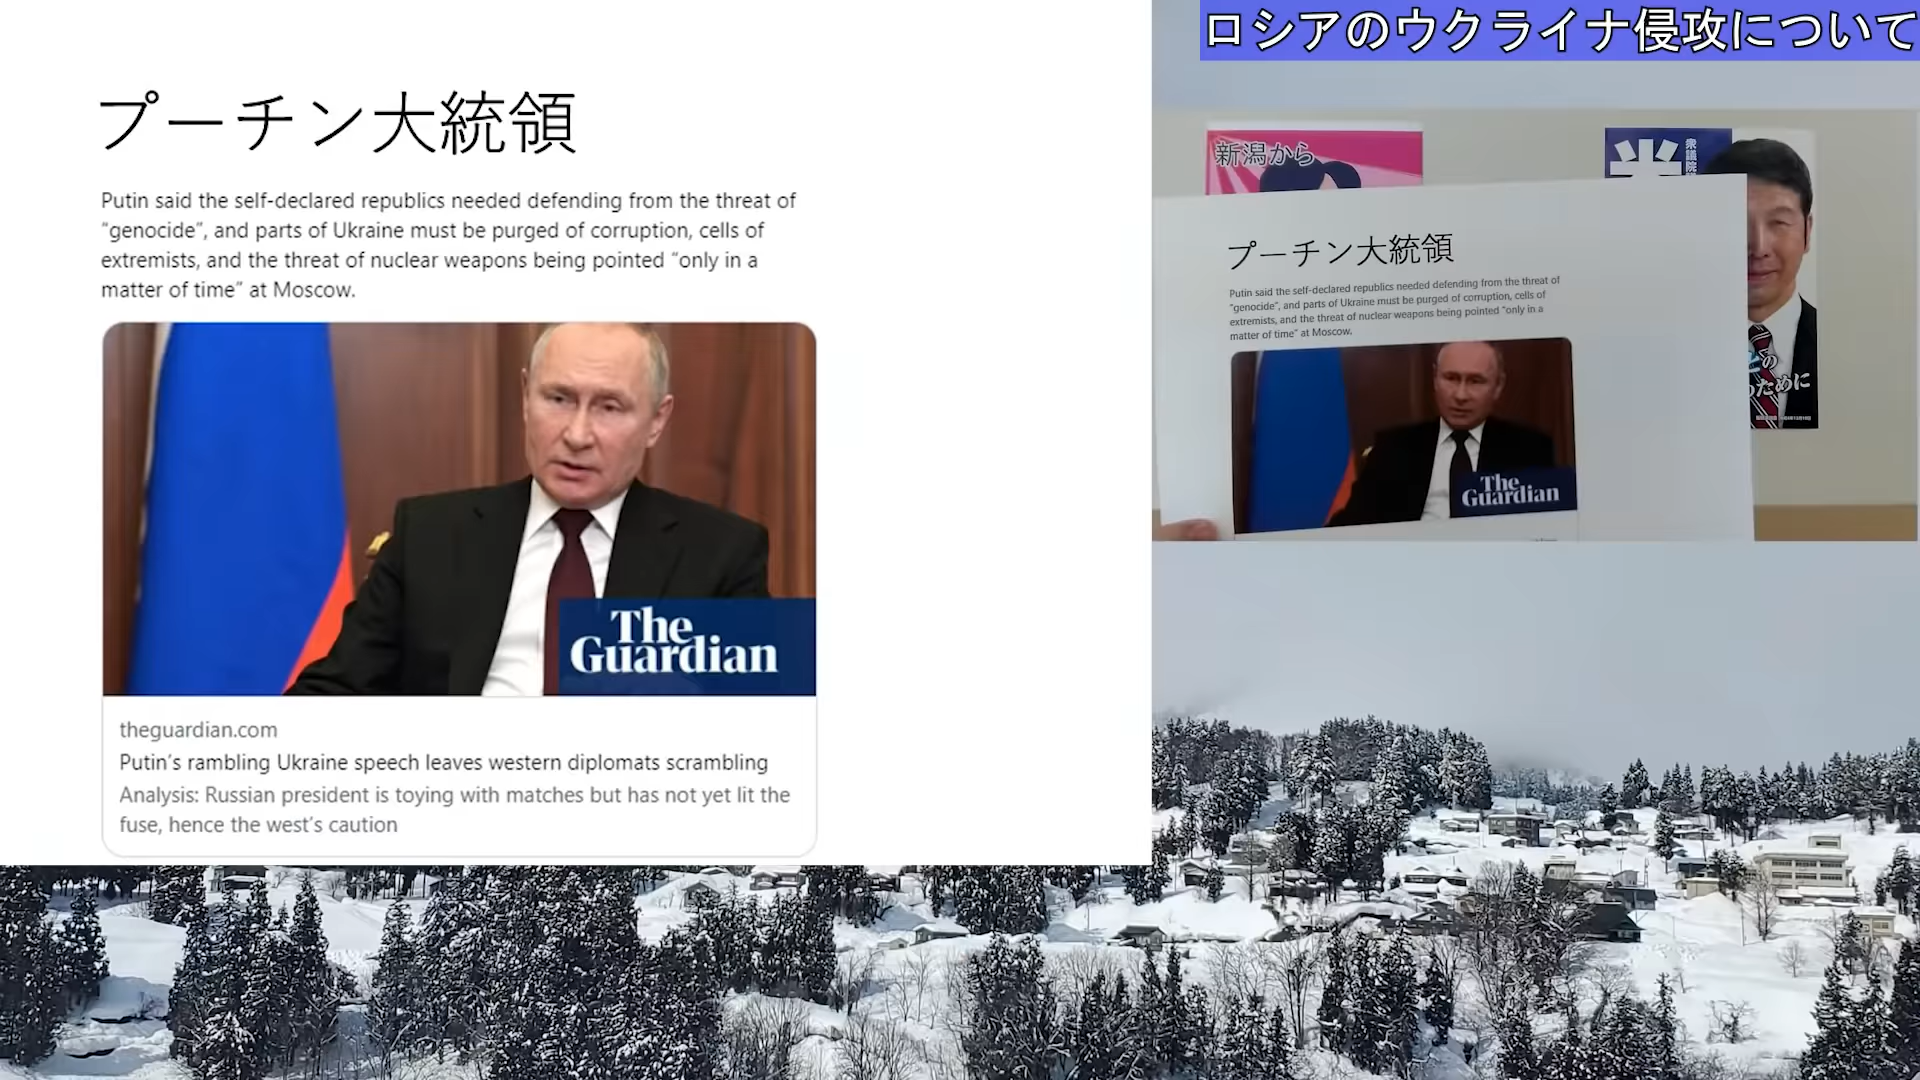 ロシアのウクライナ侵攻について
プーチン大統領
Putin said the self-declared republics needed defending from the threat of
“genocide”, and parts of Ukraine must be purged of corruption, cells of
extremists, and the threat of nuclear weapons being pointed “only in a
matter of time” at Moscow.
The
Guardian
theguardian.com
Putin’s rambling Ukraine speech leaves western diplomats scrambling
Analysis: Russian president is toying with matches but has not yet lit the
fuse, hence the west’s caution
新潟から
衆議院
プーチン大統領
Putin said the self-declared republics needed defending from the threat of
“genocide”, and parts of Ukraine must be purged of corruption, cells of
extremists, and the threat of nuclear weapons being pointed “only in a
matter of time” at Moscow.
The
Guardian
の
ために